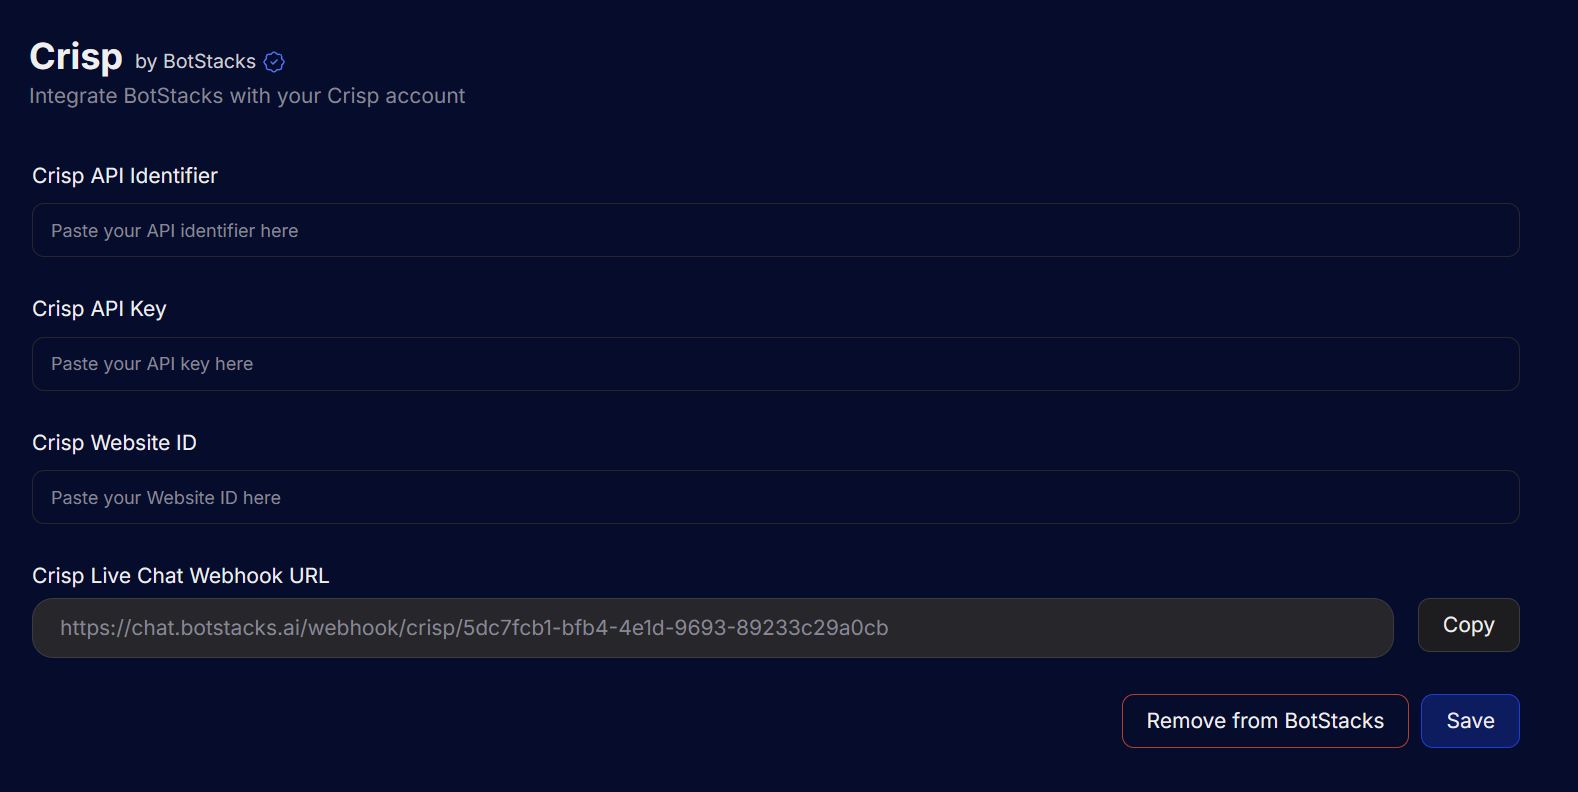 Crisp by BotStacks
Integrate BotStacks with your Crisp account
Crisp API Identifier
Paste your API identifier here
Crisp API Key
Paste your API key here
Crisp Website ID
Paste your Website ID here
Crisp Live Chat Webhook URL
https://chat.botstacks.ai/webhook/crisp/5dc7fcb1-bfb4-4e1d-9693-89233c29a0cb
Copy
Remove from BotStacks
Save